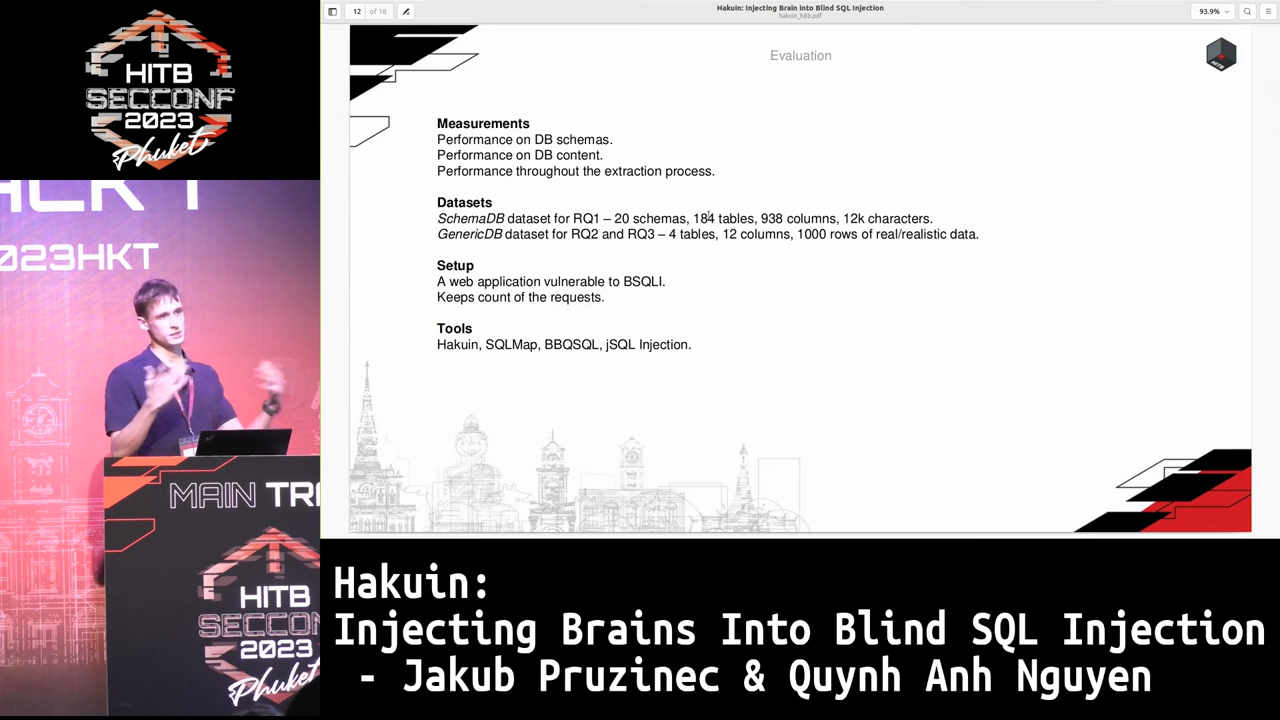 HITB
SECCONF
2023
Phuket
12 of 18
Hakuin: Injecting Brain into Blind SQL Injection
hakuin_hitb.pdf
93.9%
Evaluation
HITB
Measurements
Performance on DB schemas.
Performance on DB content.
Performance throughout the extraction process.
Datasets
SchemaDB dataset for RQ1 – 20 schemas, 184 tables, 938 columns, 12k characters.
GenericDB dataset for RQ2 and RQ3 – 4 tables, 12 columns, 1000 rows of real/realistic data.
Setup
A web application vulnerable to BSQLI.
Keeps count of the requests.
Tools
Hakuin, SQLMap, BBQSQL, jSQL Injection.
023HKT
MAIN TR
HITB
SECCON
2023
Phuket
Hakuin:
Injecting Brains Into Blind SQL Injection
- Jakub Pruzinec & Quynh Anh Nguyen